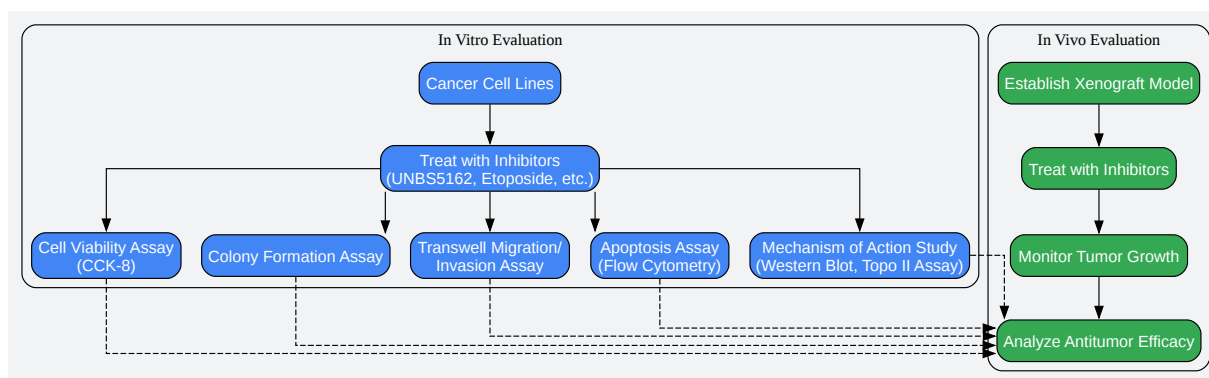 In Vitro Evaluation
Cancer Cell Lines
Treat with Inhibitors
(UNBS5162, Etoposide, etc.)
Cell Viability Assay
(CCK-8)
Colony Formation Assay
Transwell Migration/
Invasion Assay
Apoptosis Assay
(Flow Cytometry)
Mechanism of Action Study
(Western Blot, Topo II Assay)
In Vivo Evaluation
Establish Xenograft Model
Treat with Inhibitors
Monitor Tumor Growth
Analyze Antitumor Efficacy